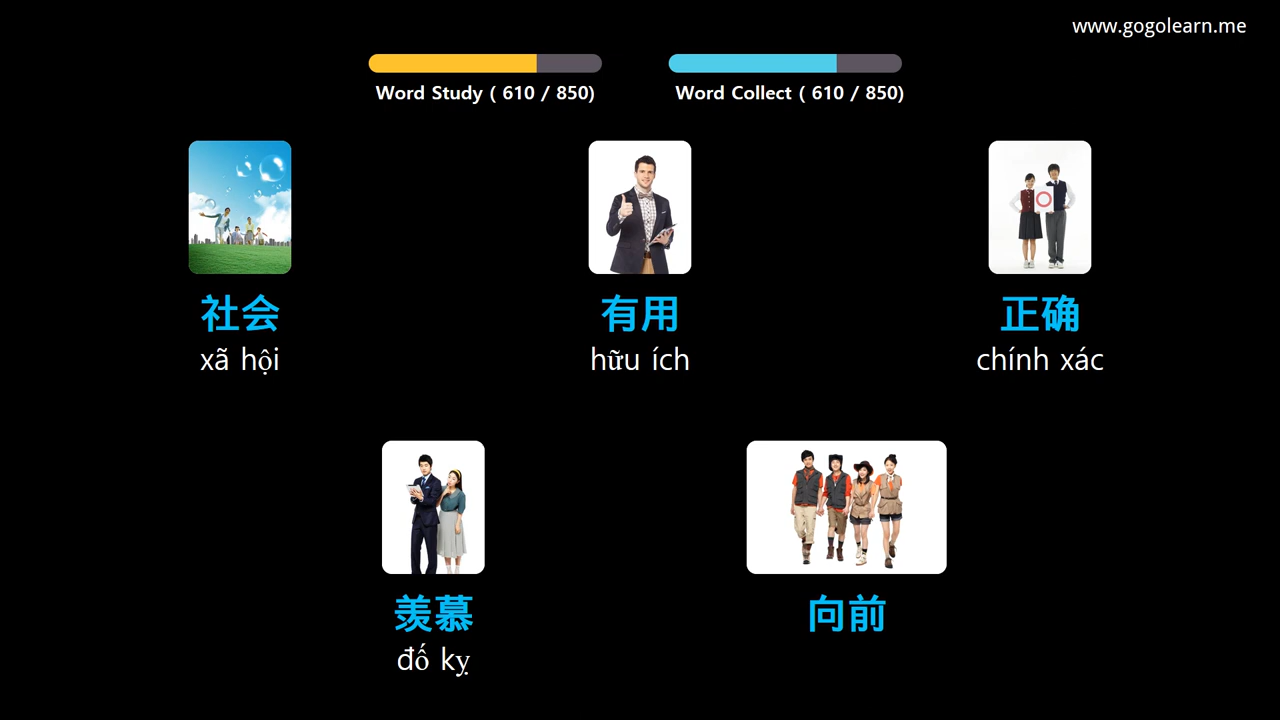 www.gogolearn.me
Word Study ( 610 / 850)
Word Collect ( 610 / 850)
社会
xã hội
有用
hữu ích
正确
chính xác
羡慕
đố kỵ
向前